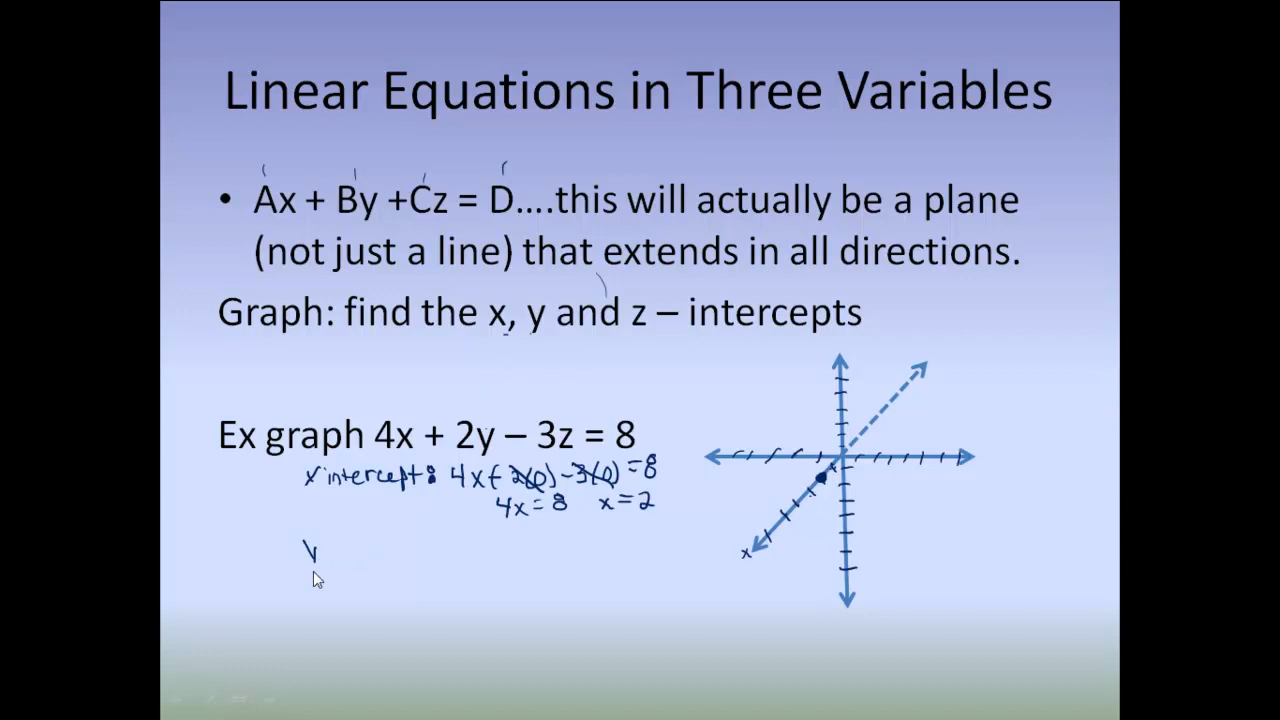 Linear Equations in Three Variables
• Ax + By +Cz = D....this will actually be a plane
(not just a line) that extends in all directions.
Graph: find the x, y and z – intercepts
Ex graph 4x + 2y – 3z = 8
x intercept: 4x + 2(0) - 3(0) = 8
4x = 8 x = 2
y
x